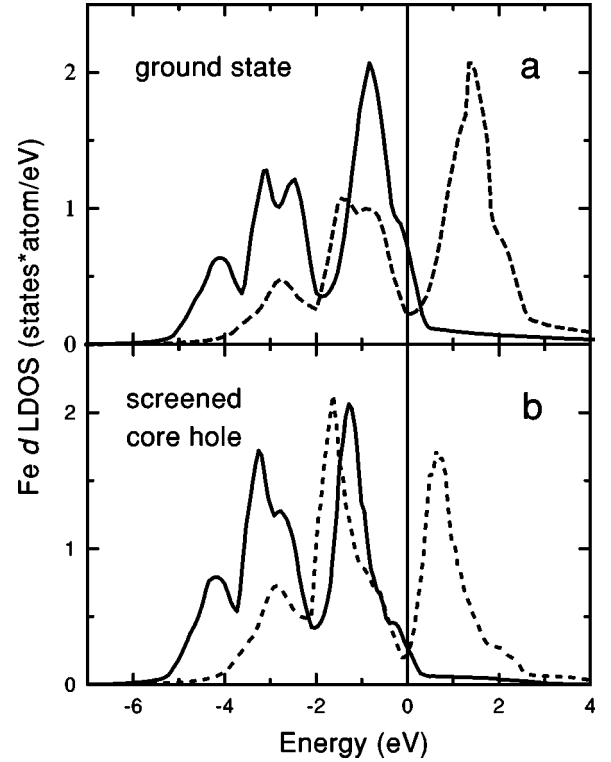 ground state
a
2
1
0
screened
core hole
b
2
1
0
Fe d LDOS (states*atom/eV)
-6 -4 -2 0 2 4
Energy (eV)